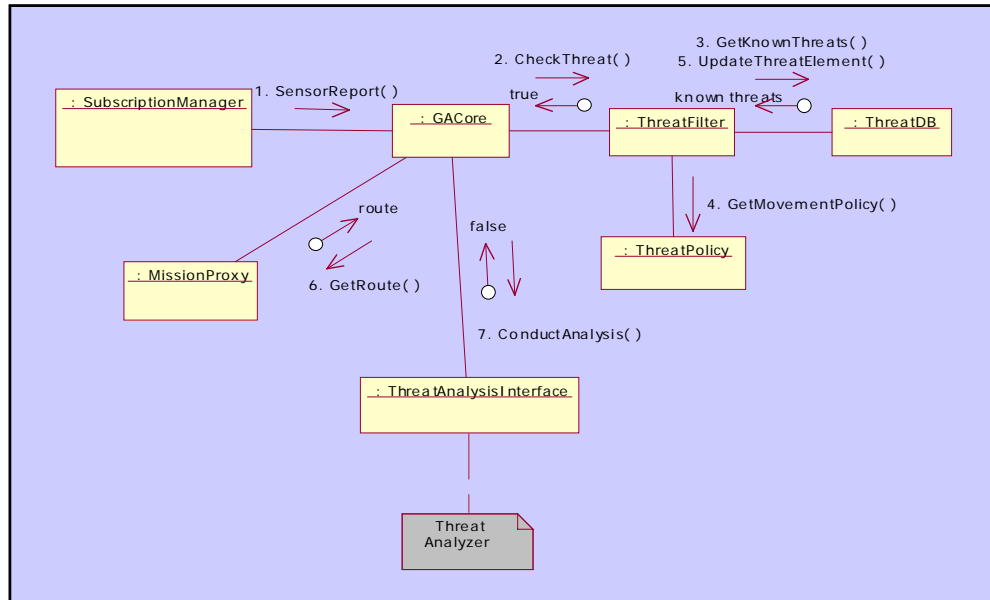 3. GetKnownThreats( )
2. CheckThreat( )
5. UpdateThreatElement( )
1. SensorReport( )
true
known threats
: SubscriptionManager
: GACore
: ThreatFilter
: ThreatDB
route
false
4. GetMovementPolicy( )
: ThreatPolicy
: MissionProxy
6. GetRoute( )
7. ConductAnalysis( )
: ThreatAnalysisInterface
Threat
Analyzer